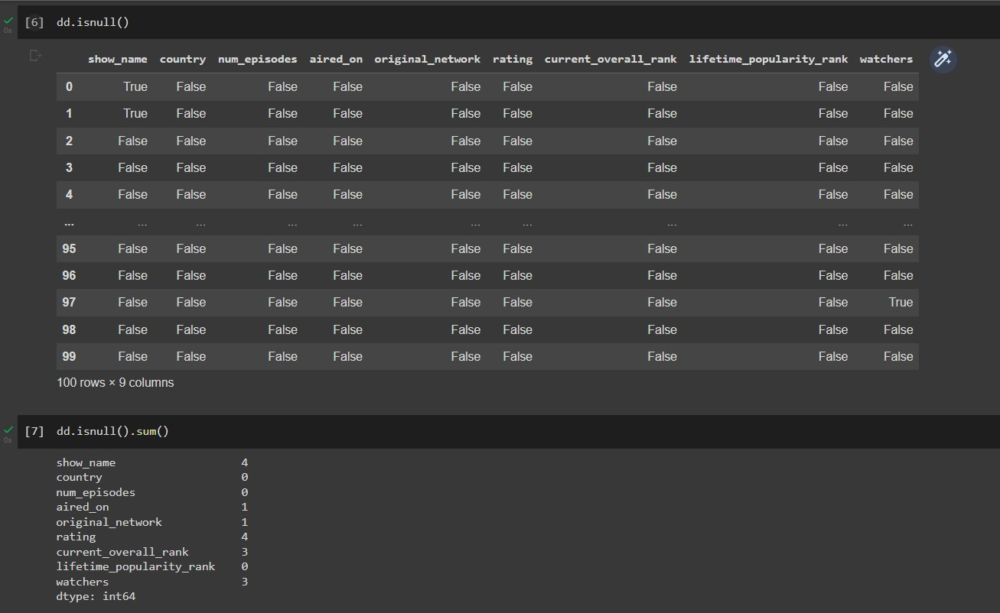 [6] dd.isnull()
0s
show_name country num_episodes aired_on original_network rating current_overall_rank lifetime_popularity_rank watchers
0 True False False False False False False False False
1 True False False False False False False False False
2 False False False False False False False False False
3 False False False False False False False False False
4 False False False False False False False False False
... ... ... ... ... ... ... ... ... ...
95 False False False False False False False False False
96 False False False False False False False False False
97 False False False False False False False False True
98 False False False False False False False False False
99 False False False False False False False False False
100 rows × 9 columns
[7] dd.isnull().sum()
0s
show_name 4
country 0
num_episodes 0
aired_on 1
original_network 1
rating 4
current_overall_rank 3
lifetime_popularity_rank 0
watchers 3
dtype: int64